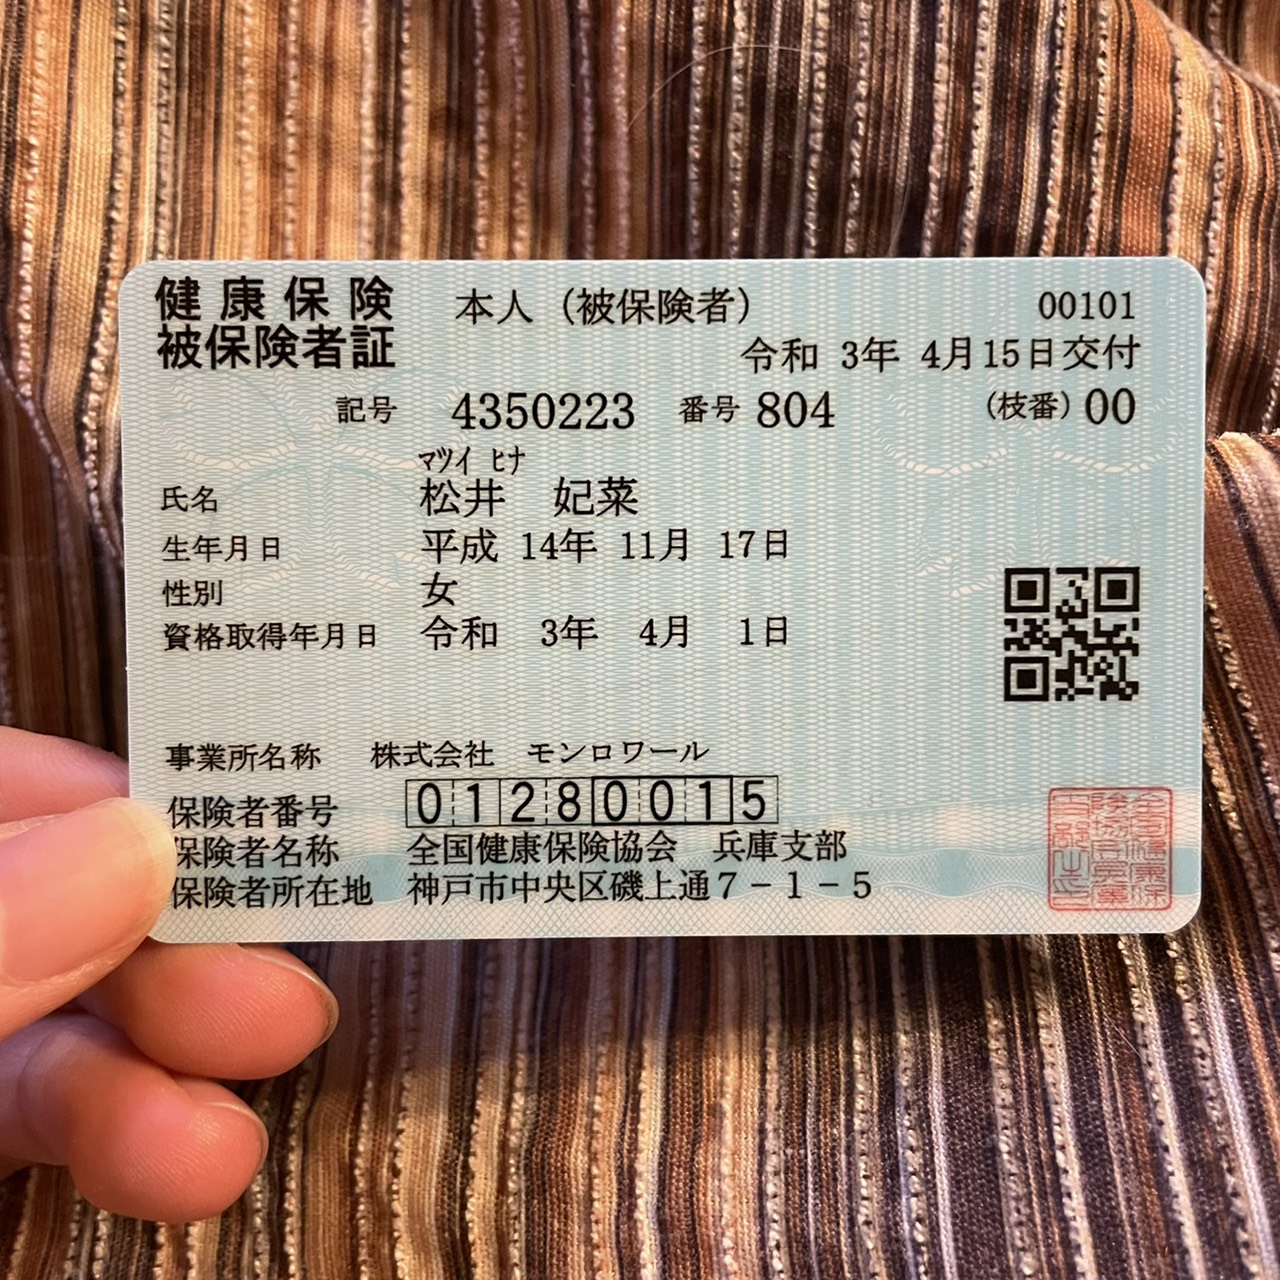 健康保険
被保険者証
本人（被保険者）
00101
令和 3年 4月15日交付
記号 4350223 番号 804 (枝番) 00
ﾏﾂｲ ﾋﾅ
氏名 松井 妃菜
生年月日 平成 14年 11月 17日
性別 女
資格取得年月日 令和 3年 4月 1日
事業所名称 株式会社 モンロワール
保険者番号 01280015
保険者名称 全国健康保険協会 兵庫支部
保険者所在地 神戸市中央区磯上通７－１－５